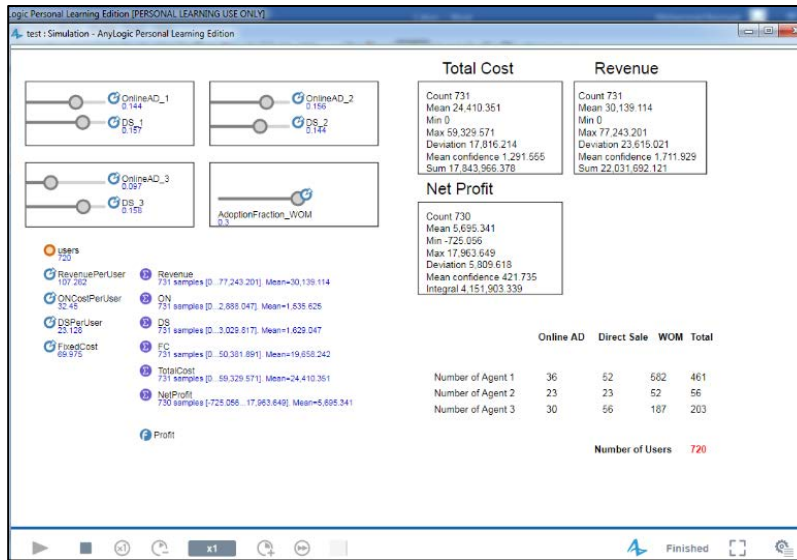 Logic Personal Learning Edition [PERSONAL LEARNING USE ONLY]
test : Simulation - AnyLogic Personal Learning Edition
OnlineAD_1
0.144
DS_1
0.157
OnlineAD_2
0.156
DS_2
0.144
OnlineAD_3
0.097
DS_3
0.158
AdoptionFraction_WOM
0.3
Total Cost
Count 731
Mean 24,410.351
Min 0
Max 59,329.571
Deviation 17,816.214
Mean confidence 1,291.555
Sum 17,843,966.378
Revenue
Count 731
Mean 30,139.114
Min 0
Max 77,243.201
Deviation 23,615.021
Mean confidence 1,711.929
Sum 22,031,692.121
Net Profit
Count 730
Mean 5,695.341
Min -725.056
Max 17,963.649
Deviation 5,809.618
Mean confidence 421.735
Integral 4,151,903.339
users
720
RevenuePerUser
107.282
ONCostPerUser
32.45
DSPerUser
23.128
FixedCost
69.975
Revenue
731 samples [0...77,243.201]. Mean=30,139.114
ON
731 samples [0...2,888.047]. Mean=1,535.625
DS
731 samples [0...3,029.817]. Mean=1,629.047
FC
731 samples [0...50,381.891]. Mean=19,658.242
TotalCost
731 samples [0...59,329.571]. Mean=24,410.351
NetProfit
730 samples [-725.056...17,963.649]. Mean=5,695.341
Profit
Online AD Direct Sale WOM Total
Number of Agent 1 36 52 582 461
Number of Agent 2 23 23 52 56
Number of Agent 3 30 56 187 203
Number of Users 720
x1
x1
Finished